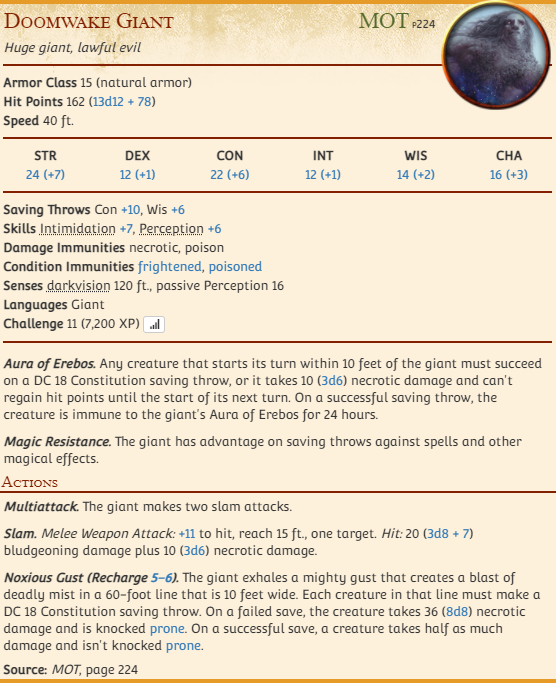 Doomwake Giant MOT p224
Huge giant, lawful evil
Armor Class 15 (natural armor)
Hit Points 162 (13d12 + 78)
Speed 40 ft.
STR DEX CON INT WIS CHA
24 (+7) 12 (+1) 22 (+6) 12 (+1) 14 (+2) 16 (+3)
Saving Throws Con +10, Wis +6
Skills Intimidation +7, Perception +6
Damage Immunities necrotic, poison
Condition Immunities frightened, poisoned
Senses darkvision 120 ft., passive Perception 16
Languages Giant
Challenge 11 (7,200 XP)
Aura of Erebos. Any creature that starts its turn within 10 feet of the giant must succeed
on a DC 18 Constitution saving throw, or it takes 10 (3d6) necrotic damage and can't
regain hit points until the start of its next turn. On a successful saving throw, the
creature is immune to the giant's Aura of Erebos for 24 hours.
Magic Resistance. The giant has advantage on saving throws against spells and other
magical effects.
Actions
Multiattack. The giant makes two slam attacks.
Slam. Melee Weapon Attack: +11 to hit, reach 15 ft., one target. Hit: 20 (3d8 + 7)
bludgeoning damage plus 10 (3d6) necrotic damage.
Noxious Gust (Recharge 5–6). The giant exhales a mighty gust that creates a blast of
deadly mist in a 60-foot line that is 10 feet wide. Each creature in that line must make a
DC 18 Constitution saving throw. On a failed save, the creature takes 36 (8d8) necrotic
damage and is knocked prone. On a successful save, a creature takes half as much
damage and isn't knocked prone.
Source: MOT, page 224